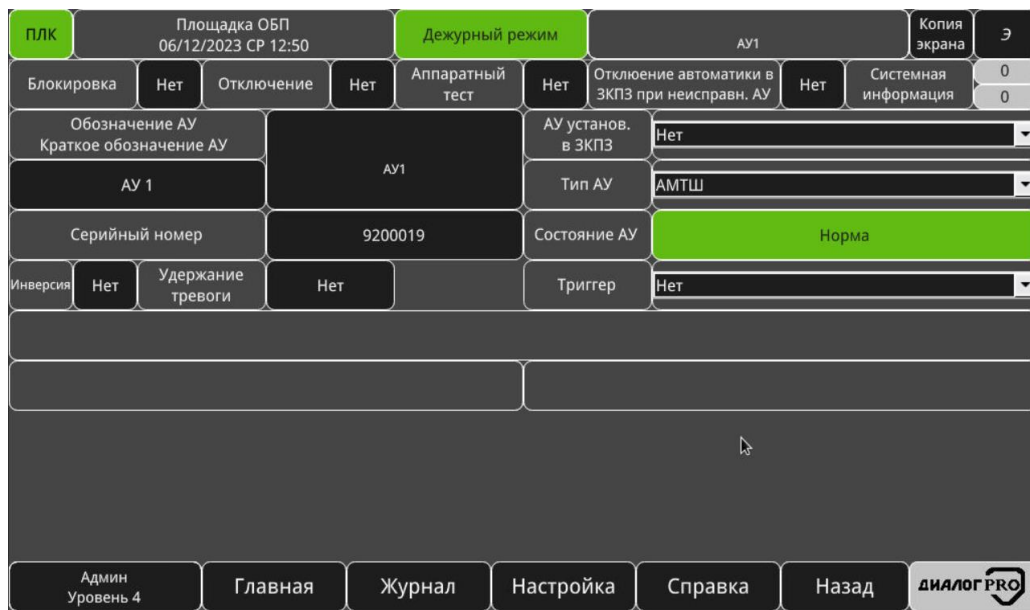 ПЛК
Площадка ОБП
06/12/2023 СР 12:50
Дежурный режим
АУ1
Копия
экрана
Э
Блокировка
Нет
Отключение
Нет
Аппаратный
тест
Нет
Отклюение автоматики в
ЗКПЗ при неисправн. АУ
Нет
Системная
информация
0
0
Обозначение АУ
Краткое обозначение АУ
АУ1
АУ установ.
в ЗКПЗ
Нет
АУ 1
Тип АУ
АМТШ
Серийный номер
9200019
Состояние АУ
Норма
Инверсия
Нет
Удержание
тревоги
Нет
Триггер
Нет
Админ
Уровень 4
Главная
Журнал
Настройка
Справка
Назад
ДИАЛОГ PRO